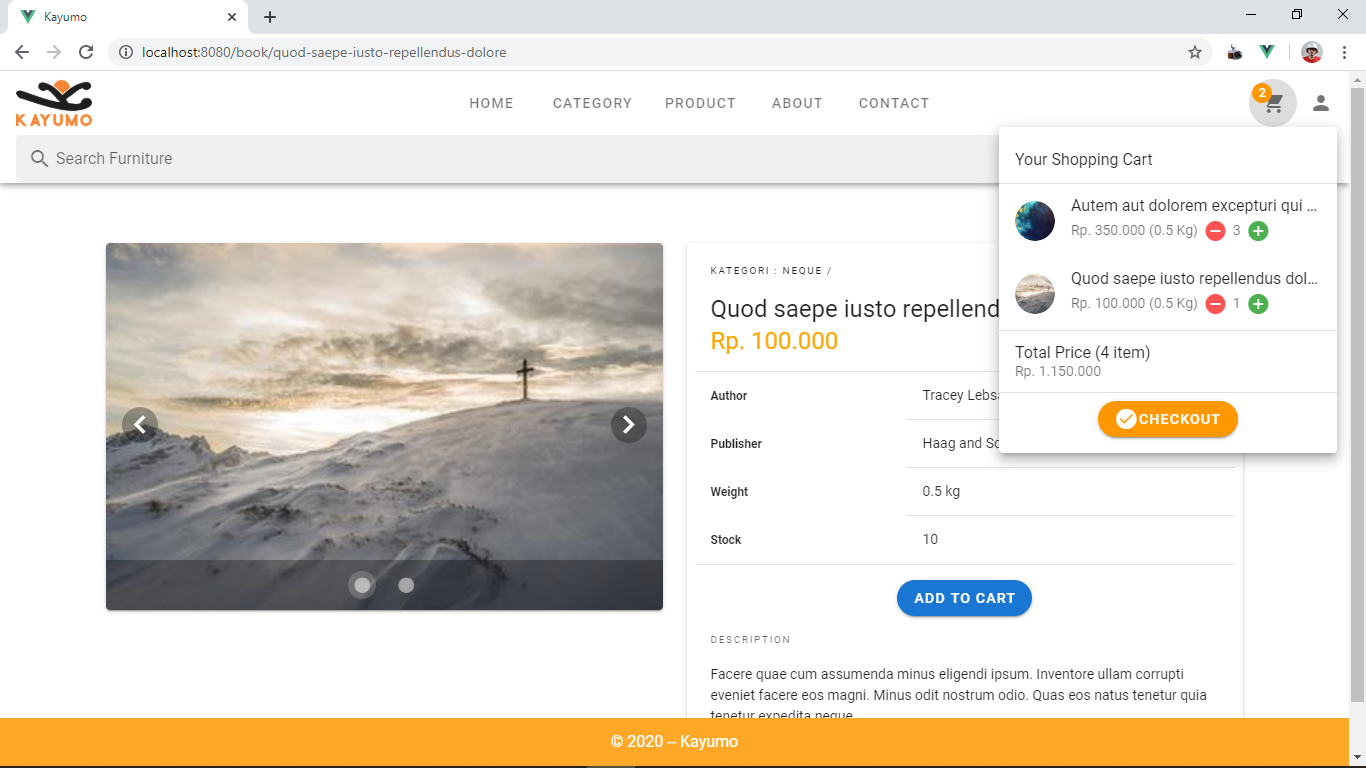 Kayumo
localhost:8080/book/quod-saepe-iusto-repellendus-dolore
KAYUMO
HOME CATEGORY PRODUCT ABOUT CONTACT
2
Search Furniture
Your Shopping Cart
Autem aut dolorem excepturi qui ...
Rp. 350.000 (0.5 Kg) 3
Quod saepe iusto repellendus dol...
Rp. 100.000 (0.5 Kg) 1
Total Price (4 item)
Rp. 1.150.000
CHECKOUT
KATEGORI : NEQUE /
Quod saepe iusto repellend
Rp. 100.000
Author Tracey
Publisher Haag and
Weight 0.5 kg
Stock 10
ADD TO CART
DESCRIPTION
Facere quae cum assumenda minus eligendi ipsum. Inventore ullam corrupti
eveniet facere eos magni. Minus odit nostrum odio. Quas eos natus tenetur quia
tenetur expedita neque
© 2020 -- Kayumo